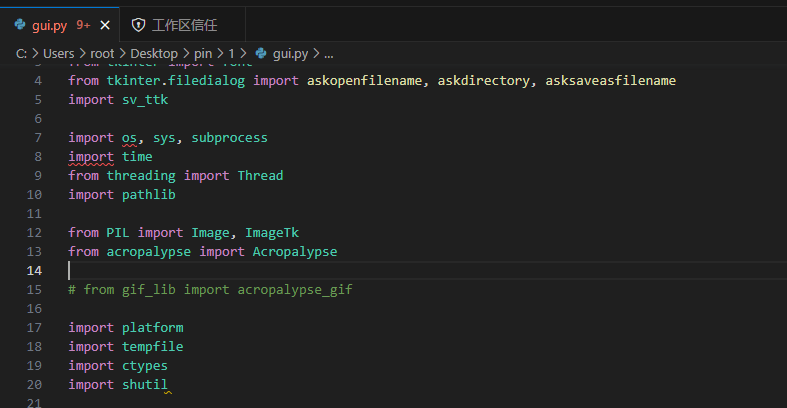 gui.py 9+ × 工作区信任
C: > Users > root > Desktop > pin > 1 > gui.py > ...
3 from tkinter import font
4 from tkinter.filedialog import askopenfilename, askdirectory, asksaveasfilename
5 import sv_ttk
6
7 import os, sys, subprocess
8 import time
9 from threading import Thread
10 import pathlib
11
12 from PIL import Image, ImageTk
13 from acropalypse import Acropalypse
14
15 # from gif_lib import acropalypse_gif
16
17 import platform
18 import tempfile
19 import ctypes
20 import shutil
21